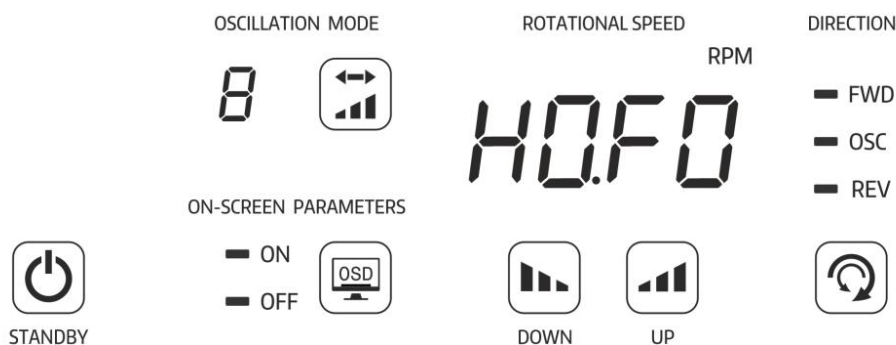 OSCILLATION MODE
ROTATIONAL SPEED
DIRECTION
RPM
8
H0.F0
FWD
OSC
REV
ON-SCREEN PARAMETERS
ON
OFF
OSD
STANDBY
DOWN
UP